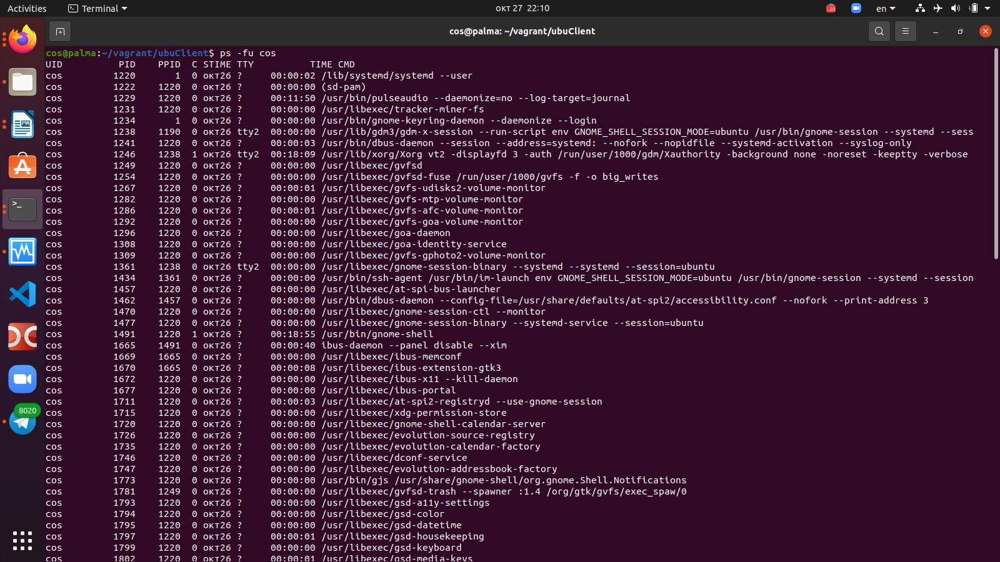 Activities Terminal окт 27 22:10 20 en
cos@palma: ~/vagrant/ubuClient
cos@palma:~/vagrant/ubuClient$ ps -fu cos
UID PID PPID C STIME TTY TIME CMD
cos 1220 1 0 окт26 ? 00:00:02 /lib/systemd/systemd --user
cos 1222 1220 0 окт26 ? 00:00:00 (sd-pam)
cos 1229 1220 0 окт26 ? 00:11:50 /usr/bin/pulseaudio --daemonize=no --log-target=journal
cos 1231 1220 0 окт26 ? 00:00:00 /usr/libexec/tracker-miner-fs
cos 1234 1 0 окт26 ? 00:00:00 /usr/bin/gnome-keyring-daemon --daemonize --login
cos 1238 1190 0 окт26 tty2 00:00:00 /usr/lib/gdm3/gdm-x-session --run-script env GNOME_SHELL_SESSION_MODE=ubuntu /usr/bin/gnome-session --systemd --sess
cos 1241 1220 0 окт26 ? 00:00:03 /usr/bin/dbus-daemon --session --address=systemd: --nofork --nopidfile --systemd-activation --syslog-only
cos 1246 1238 1 окт26 tty2 00:18:09 /usr/lib/xorg/Xorg vt2 -displayfd 3 -auth /run/user/1000/gdm/Xauthority -background none -noreset -keeptty -verbose
cos 1249 1220 0 окт26 ? 00:00:00 /usr/libexec/gvfsd
cos 1254 1220 0 окт26 ? 00:00:00 /usr/libexec/gvfsd-fuse /run/user/1000/gvfs -f -o big_writes
cos 1267 1220 0 окт26 ? 00:00:01 /usr/libexec/gvfs-udisks2-volume-monitor
cos 1282 1220 0 окт26 ? 00:00:00 /usr/libexec/gvfs-mtp-volume-monitor
cos 1286 1220 0 окт26 ? 00:00:01 /usr/libexec/gvfs-afc-volume-monitor
cos 1292 1220 0 окт26 ? 00:00:00 /usr/libexec/gvfs-goa-volume-monitor
cos 1296 1220 0 окт26 ? 00:00:00 /usr/libexec/goa-daemon
cos 1308 1220 0 окт26 ? 00:00:00 /usr/libexec/goa-identity-service
cos 1309 1220 0 окт26 ? 00:00:00 /usr/libexec/gvfs-gphoto2-volume-monitor
cos 1361 1238 0 окт26 tty2 00:00:00 /usr/libexec/gnome-session-binary --systemd --systemd --session=ubuntu
cos 1434 1361 0 окт26 ? 00:00:00 /usr/bin/ssh-agent /usr/bin/im-launch env GNOME_SHELL_SESSION_MODE=ubuntu /usr/bin/gnome-session --systemd --session
cos 1457 1220 0 окт26 ? 00:00:00 /usr/libexec/at-spi-bus-launcher
cos 1462 1457 0 окт26 ? 00:00:00 /usr/bin/dbus-daemon --config-file=/usr/share/defaults/at-spi2/accessibility.conf --nofork --print-address 3
cos 1470 1220 0 окт26 ? 00:00:00 /usr/libexec/gnome-session-ctl --monitor
cos 1477 1220 0 окт26 ? 00:00:00 /usr/libexec/gnome-session-binary --systemd-service --session=ubuntu
cos 1491 1220 1 окт26 ? 00:18:55 /usr/bin/gnome-shell
cos 1665 1491 0 окт26 ? 00:00:40 ibus-daemon --panel disable --xim
cos 1669 1665 0 окт26 ? 00:00:00 /usr/libexec/ibus-memconf
cos 1670 1665 0 окт26 ? 00:00:08 /usr/libexec/ibus-extension-gtk3
cos 1672 1220 0 окт26 ? 00:00:00 /usr/libexec/ibus-x11 --kill-daemon
cos 1677 1220 0 окт26 ? 00:00:00 /usr/libexec/ibus-portal
cos 1711 1220 0 окт26 ? 00:00:03 /usr/libexec/at-spi2-registryd --use-gnome-session
cos 1715 1220 0 окт26 ? 00:00:00 /usr/libexec/xdg-permission-store
cos 1720 1220 0 окт26 ? 00:00:00 /usr/libexec/gnome-shell-calendar-server
cos 1726 1220 0 окт26 ? 00:00:00 /usr/libexec/evolution-source-registry
cos 1735 1220 0 окт26 ? 00:00:00 /usr/libexec/evolution-calendar-factory
cos 1746 1220 0 окт26 ? 00:00:00 /usr/libexec/dconf-service
cos 1747 1220 0 окт26 ? 00:00:00 /usr/libexec/evolution-addressbook-factory
cos 1773 1220 0 окт26 ? 00:00:00 /usr/bin/gjs /usr/share/gnome-shell/org.gnome.Shell.Notifications
cos 1781 1249 0 окт26 ? 00:00:00 /usr/libexec/gvfsd-trash --spawner :1.4 /org/gtk/gvfs/exec_spaw/0
cos 1793 1220 0 окт26 ? 00:00:00 /usr/libexec/gsd-a11y-settings
cos 1794 1220 0 окт26 ? 00:00:00 /usr/libexec/gsd-color
cos 1795 1220 0 окт26 ? 00:00:00 /usr/libexec/gsd-datetime
cos 1797 1220 0 окт26 ? 00:00:01 /usr/libexec/gsd-housekeeping
cos 1799 1220 0 окт26 ? 00:00:00 /usr/libexec/gsd-keyboard
cos 1802 1220 0 окт26 ? 00:00:01 /usr/libexec/gsd-media-keys
8020